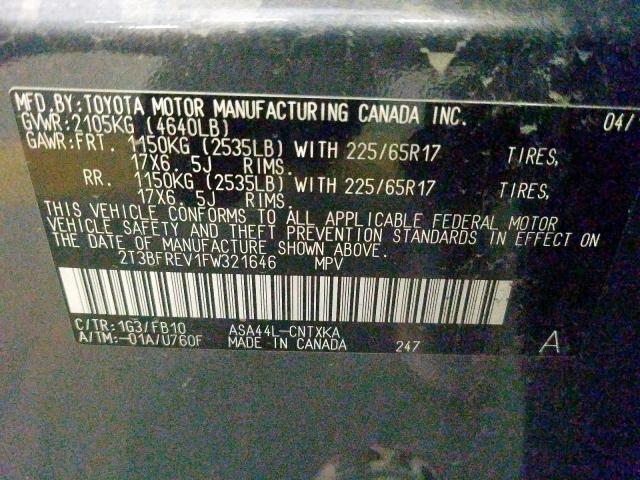 MFD.BY:TOYOTA MOTOR MANUFACTURING CANADA INC. 04/
GVWR:2105KG (4640LB)
GAWR:FRT. 1150KG (2535LB) WITH 225/65R17 TIRES,
17X6. 5J RIMS.
RR. 1150KG (2535LB) WITH 225/65R17 TIRES,
17X6. 5J RIMS.
THIS VEHICLE CONFORMS TO ALL APPLICABLE FEDERAL MOTOR
VEHICLE SAFETY AND THEFT PREVENTION STANDARDS IN EFFECT ON
THE DATE OF MANUFACTURE SHOWN ABOVE.
2T3BFREV1FW321646 MPV
C/TR:1G3/FB10 ASA44L-CNTXKA
A/TM:-01A/U760F MADE IN CANADA 247 A